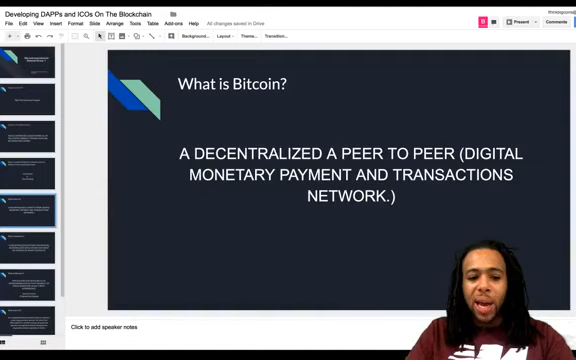 Developing DAPPs and ICOs On The Blockchain
File Edit View Insert Format Slide Arrange Tools Table Add-ons Help All changes saved in Drive
Present
Comments
Background... Layout Theme... Transition...
What is Bitcoin?
A DECENTRALIZED A PEER TO PEER (DIGITAL
MONETARY PAYMENT AND TRANSACTIONS
NETWORK.)
Click to add speaker notes